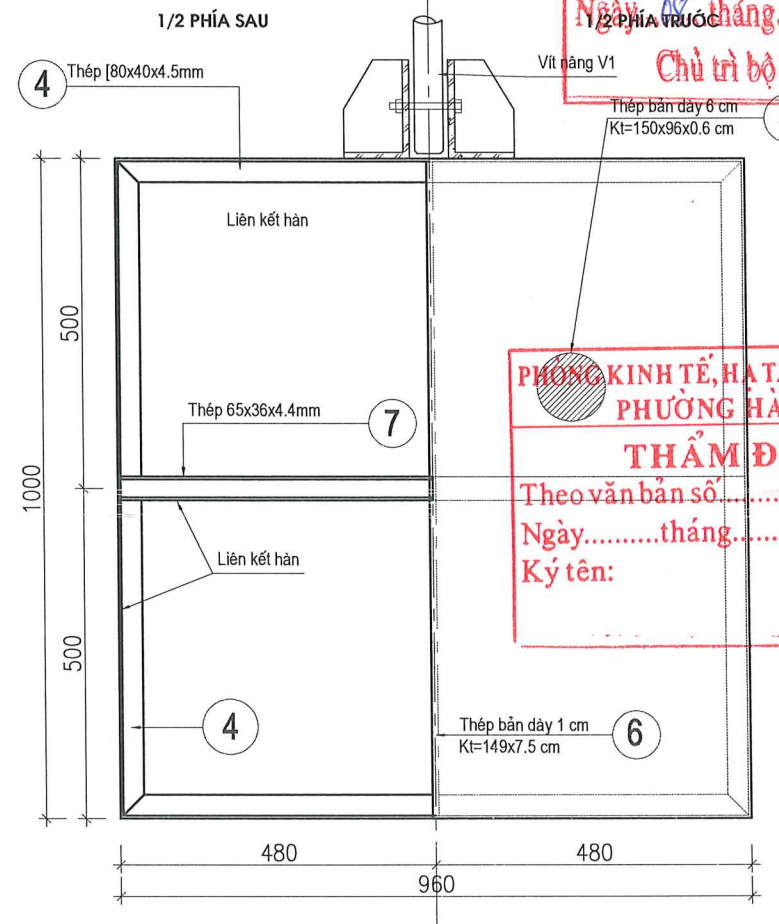 1/2 PHÍA SAU
1/2 PHÍA TRƯỚC
Ngày 08 tháng
Chủ trì bộ
4
Thép [80x40x4.5mm
Vít nâng V1
Thép bản dày 6 cm
Kt=150x96x0.6 cm
Liên kết hàn
500
1000
Thép 65x36x4.4mm
7
PHÒNG KINH TẾ, HẠ T
PHƯỜNG HÀ
THẨM Đ
Theo văn bản số..........
Ngày..........tháng.......
Ký tên:
Liên kết hàn
500
4
Thép bản dày 1 cm
Kt=149x7.5 cm
6
480
480
960